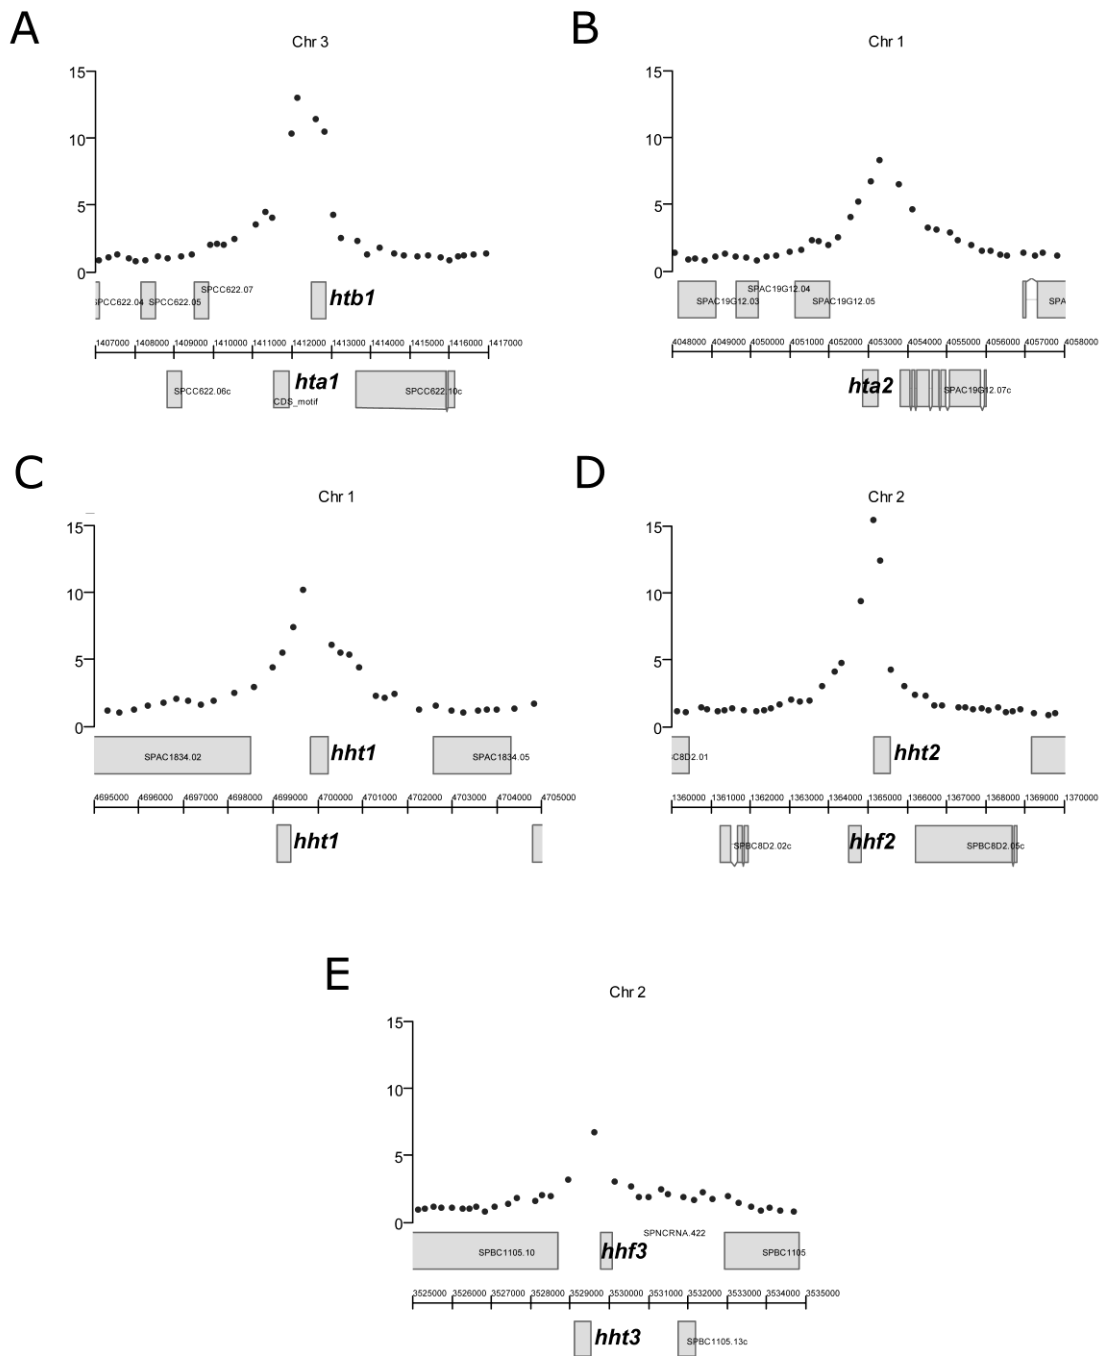 A
Chr 3
15
10
5
0
SPCC622.04
SPCC622.05
SPCC622.07
htb1
1407000 1408000 1409000 1410000 1411000 1412000 1413000 1414000 1415000 1416000 1417000
SPCC622.06c
hta1
CDS_motif
SPCC622.10c
B
Chr 1
15
10
5
0
SPAC19G12.03
SPAC19G12.04
SPAC19G12.05
SPA
4048000 4049000 4050000 4051000 4052000 4053000 4054000 4055000 4056000 4057000 4058000
hta2
SPAC19G12.07c
C
Chr 1
15
10
5
0
SPAC1834.02
hht1
SPAC1834.05
4695000 4696000 4697000 4698000 4699000 4700000 4701000 4702000 4703000 4704000 4705000
hht1
D
Chr 2
15
10
5
0
C8D2.01
hht2
1360000 1361000 1362000 1363000 1364000 1365000 1366000 1367000 1368000 1369000 1370000
SPBC8D2.02c
hhf2
SPBC8D2.05c
E
Chr 2
15
10
5
0
SPBC1105.10
hhf3
SPNCRNA.422
SPBC1105
3525000 3526000 3527000 3528000 3529000 3530000 3531000 3532000 3533000 3534000 3535000
hht3
SPBC1105.13c